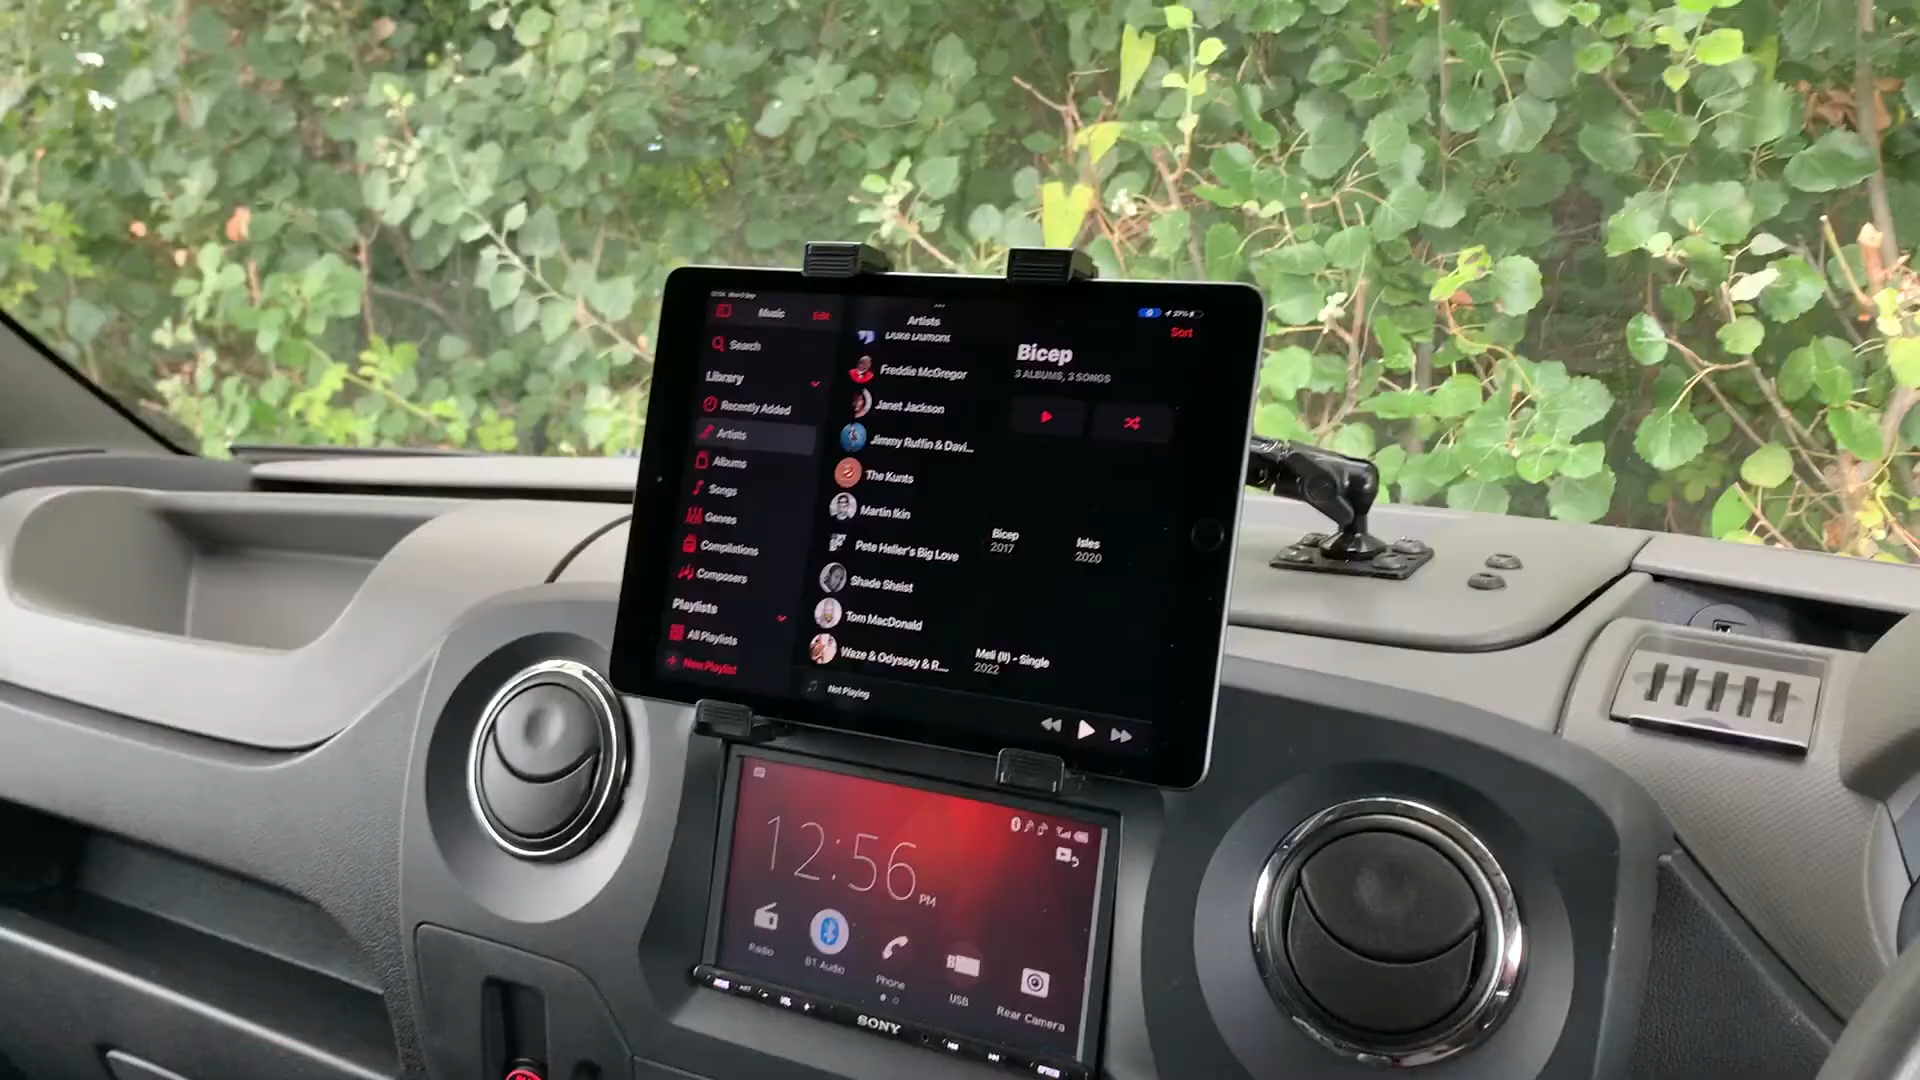 Music
Edit
Search
Library
Recently Added
Artists
Albums
Songs
Genres
Compilations
Composers
Playlists
All Playlists
New Playlist
Artists
Duke Dumont
Freddie McGregor
Janet Jackson
Jimmy Ruffin & Davi...
The Kunts
Martin Ikin
Pete Heller's Big Love
Shade Sheist
Tom MacDonald
Waze & Odyssey & R...
Not Playing
Sort
Bicep
3 ALBUMS, 3 SONGS
Bicep
2017
Isles
2020
Meli (II) - Single
2022
12:56 PM
Radio
BT Audio
Phone
USB
Rear Camera
SONY
OPTION